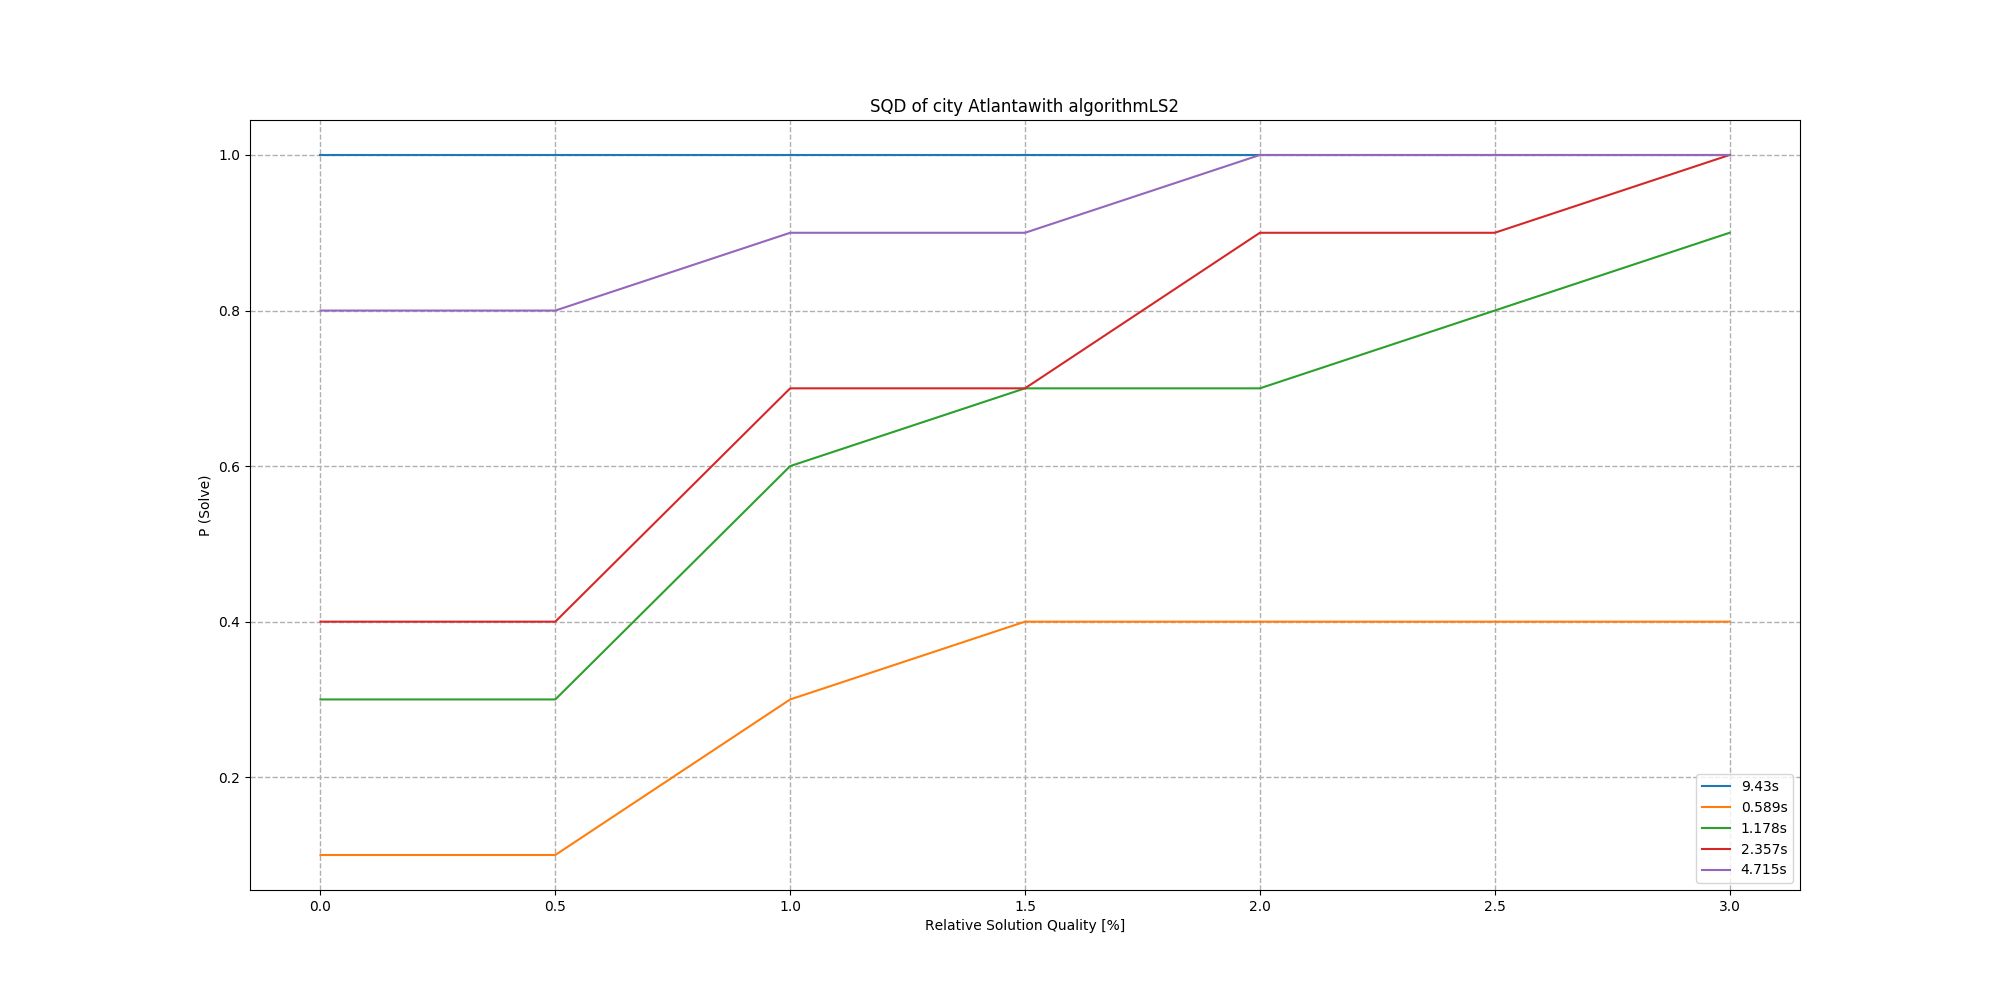 SQD of city Atlantawith algorithmLS2
P (Solve)
1.0
0.8
0.6
0.4
0.2
0.0 0.5 1.0 1.5 2.0 2.5 3.0
Relative Solution Quality [%]
9.43s
0.589s
1.178s
2.357s
4.715s